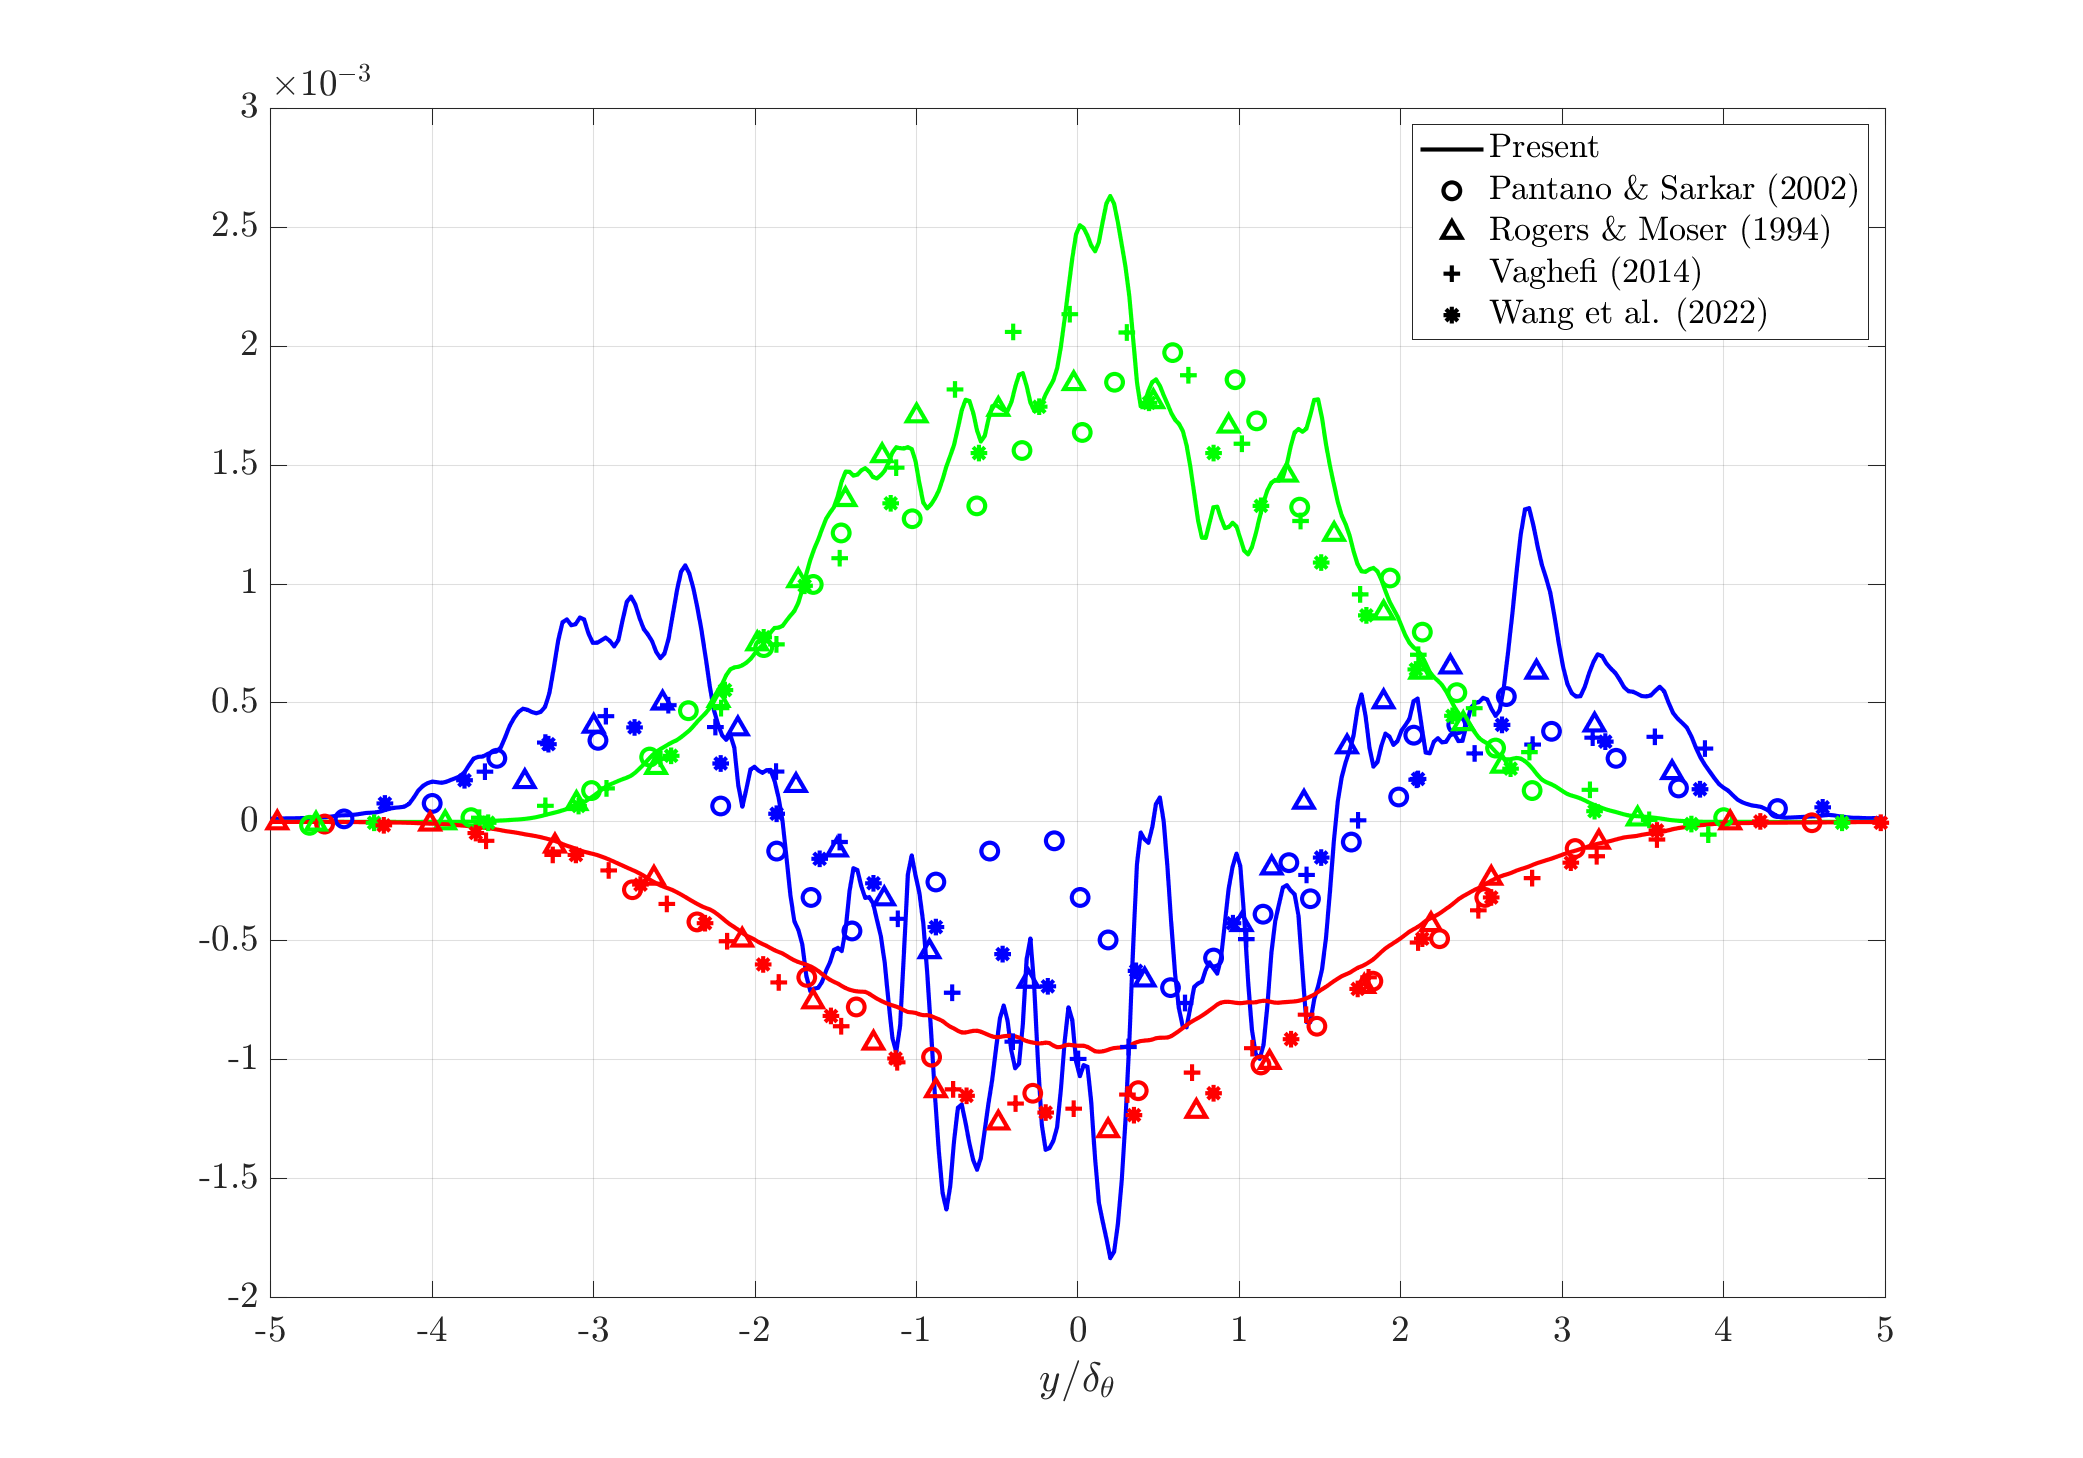 ×10⁻³
3
2.5
2
1.5
1
0.5
0
-0.5
-1
-1.5
-2
-5 -4 -3 -2 -1 0 1 2 3 4 5
y/δ_θ
Present
Pantano & Sarkar (2002)
Rogers & Moser (1994)
Vaghefi (2014)
Wang et al. (2022)